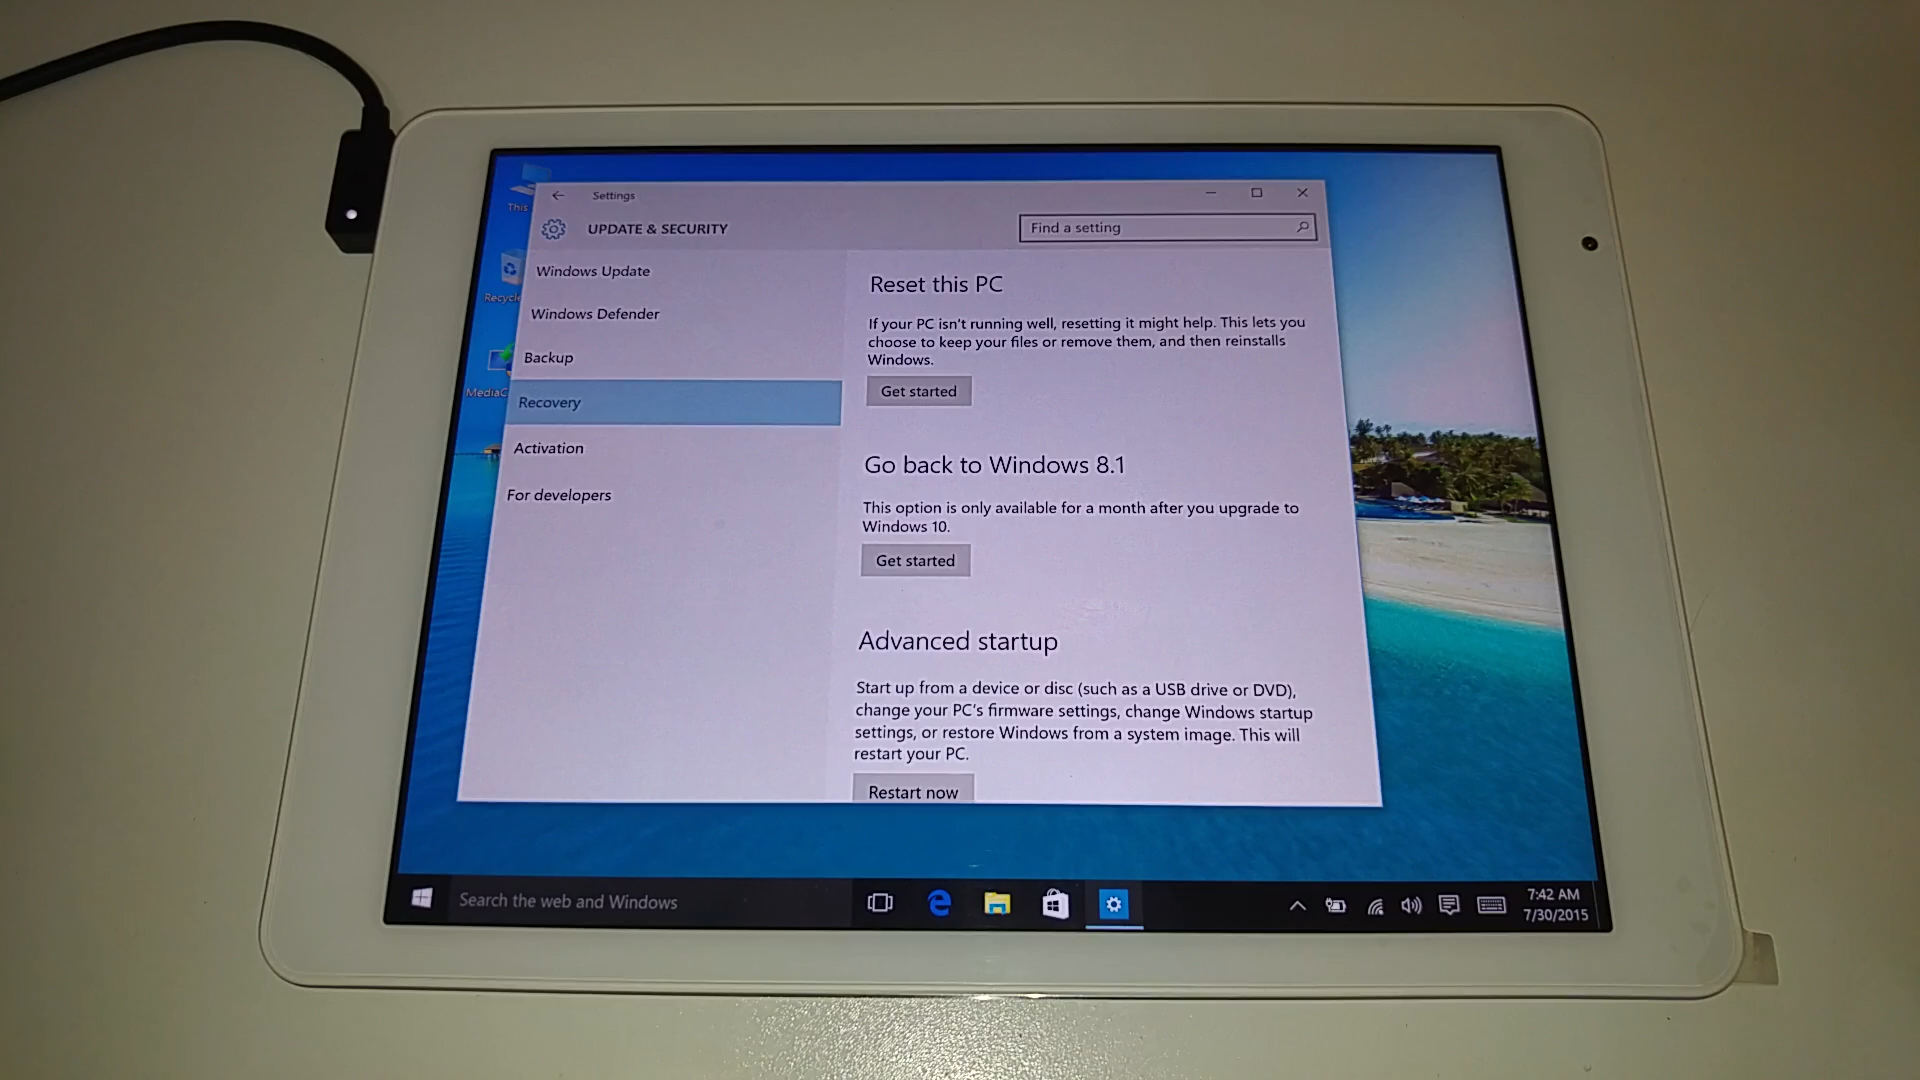 This
Recycle
MediaC
Settings
UPDATE & SECURITY
Find a setting
Windows Update
Windows Defender
Backup
Recovery
Activation
For developers
Reset this PC
If your PC isn't running well, resetting it might help. This lets you
choose to keep your files or remove them, and then reinstalls
Windows.
Get started
Go back to Windows 8.1
This option is only available for a month after you upgrade to
Windows 10.
Get started
Advanced startup
Start up from a device or disc (such as a USB drive or DVD),
change your PC's firmware settings, change Windows startup
settings, or restore Windows from a system image. This will
restart your PC.
Restart now
Search the web and Windows
7:42 AM
7/30/2015